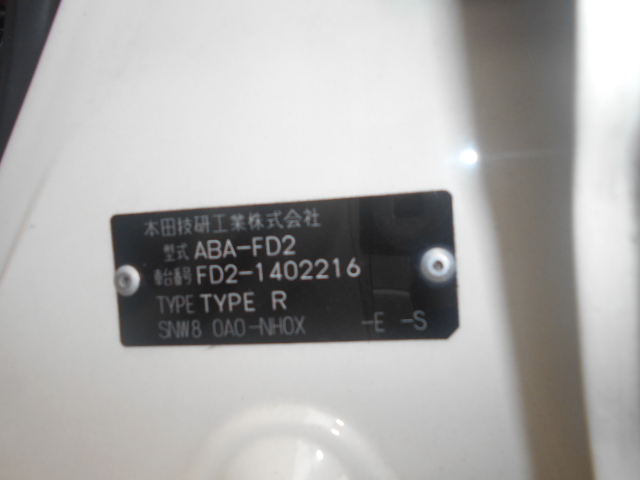 本田技研工業株式会社
型式 ABA-FD2
車台番号 FD2-1402216
TYPE TYPE R
SNW8 0A0-NH0X -E -S